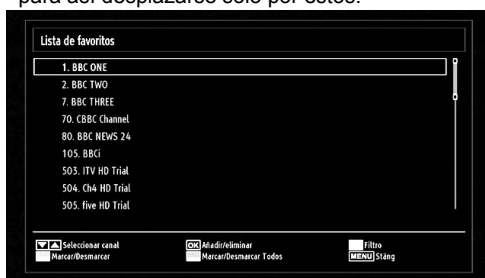 para así desplazarse sólo por éstos.
Lista de favoritos
1. BBC ONE
2. BBC TWO
7. BBC THREE
70. CBBC Channel
80. BBC NEWS 24
105. BBCi
503. ITV HD Trial
504. Ch4 HD Trial
505. five HD Trial
Seleccionar canal OK Añadir/eliminar Filtro
Marcar/Desmarcar Marcar/Desmarcar Todos MENU Stäng